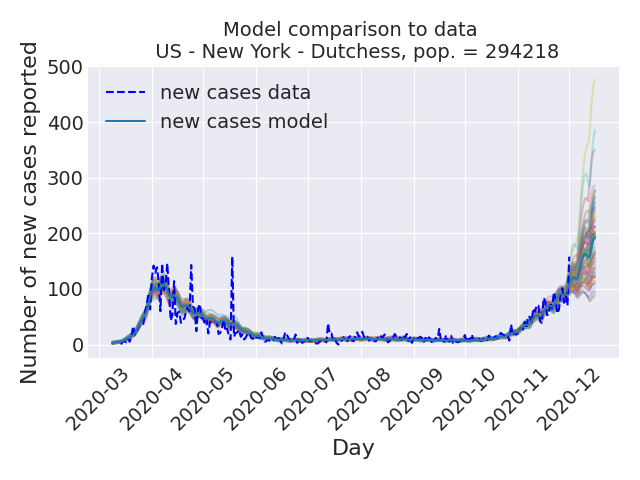 Model comparison to data
US - New York - Dutchess, pop. = 294218
Number of new cases reported
500
400
300
200
100
0
new cases data
new cases model
2020-03
2020-04
2020-05
2020-06
2020-07
2020-08
2020-09
2020-10
2020-11
2020-12
Day